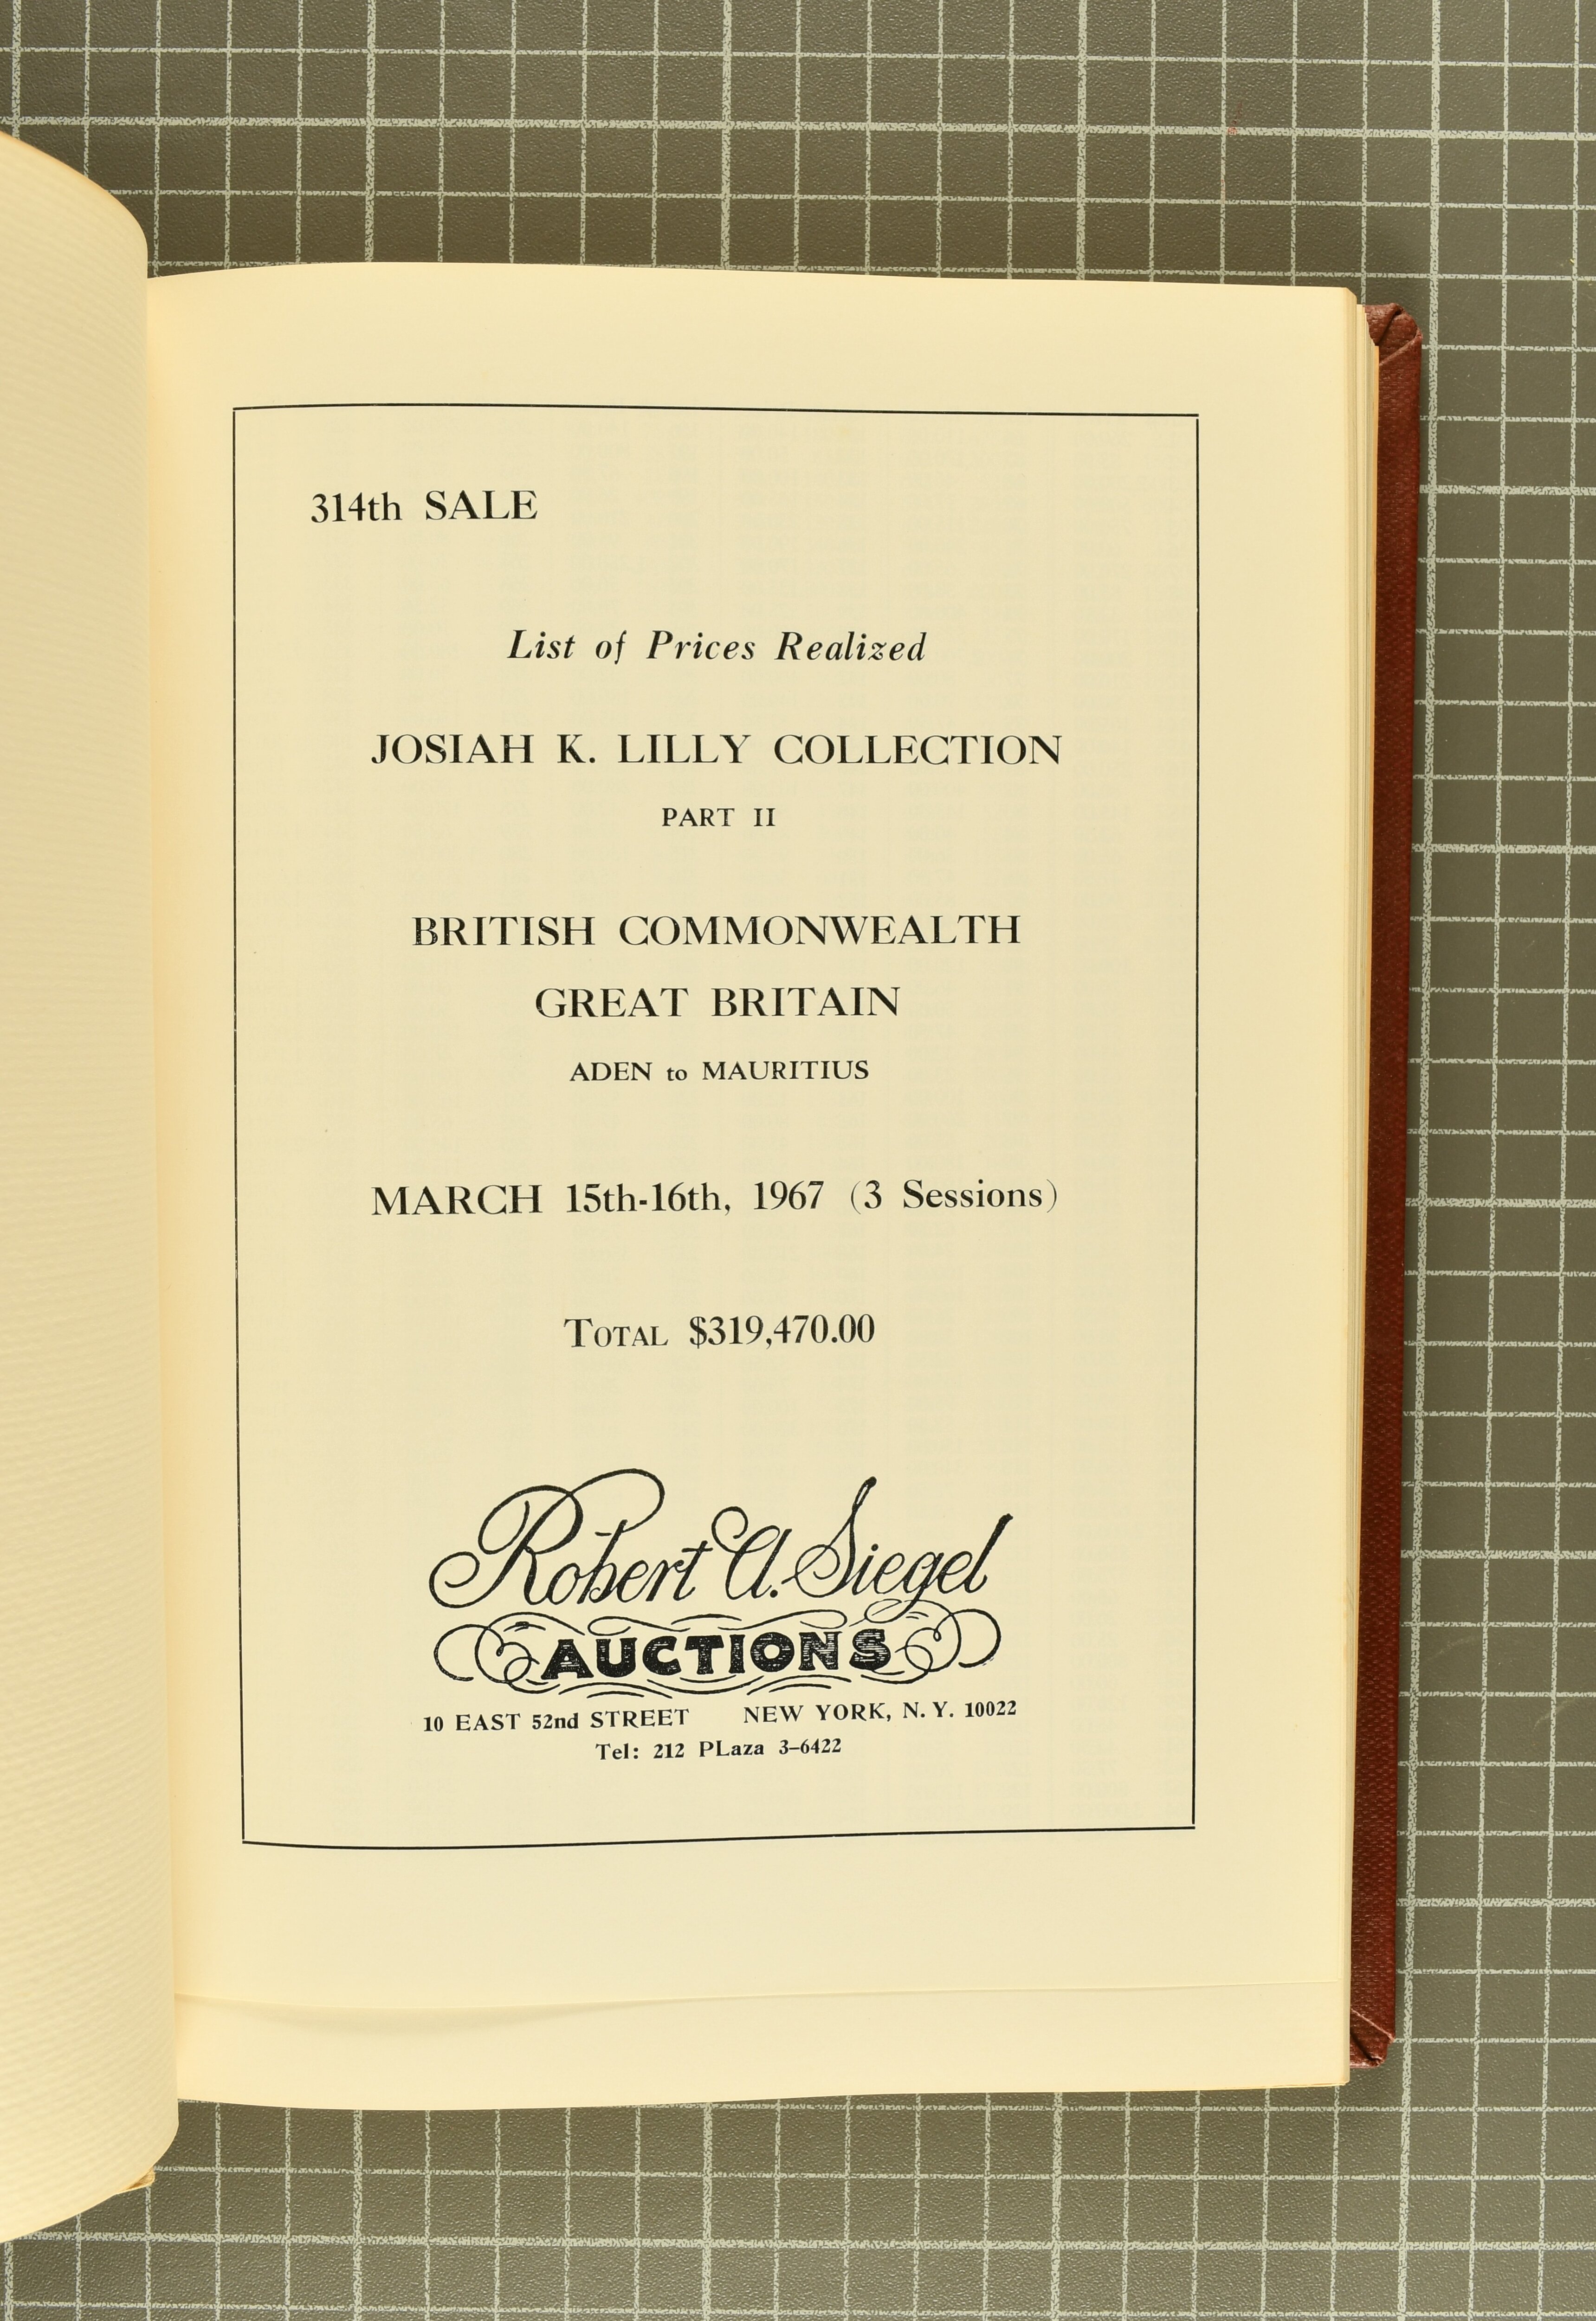 314th SALE
List of Prices Realized
JOSIAH K. LILLY COLLECTION
PART II
BRITISH COMMONWEALTH
GREAT BRITAIN
ADEN to MAURITIUS
MARCH 15th-16th, 1967 (3 Sessions)
TOTAL $319,470.00
Robert A. Siegel
AUCTIONS
10 EAST 52nd STREET NEW YORK, N. Y. 10022
Tel: 212 PLaza 3–6422